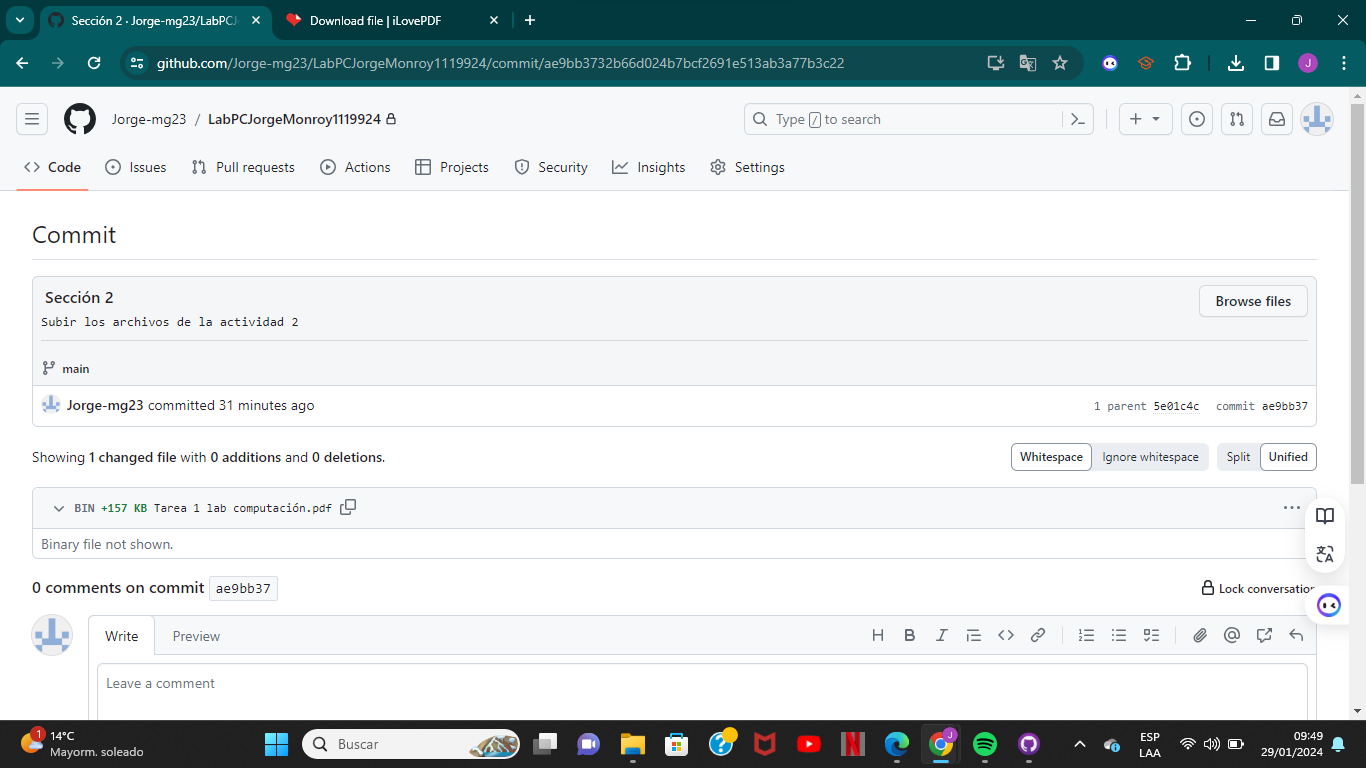 Sección 2 · Jorge-mg23/LabPCJ
Download file | iLovePDF
github.com/Jorge-mg23/LabPCJorgeMonroy1119924/commit/ae9bb3732b66d024b7bcf2691e513ab3a77b3c22
J
Jorge-mg23 / LabPCJorgeMonroy1119924
Type / to search
Code Issues Pull requests Actions Projects Security Insights Settings
Commit
Sección 2
Browse files
Subir los archivos de la actividad 2
main
Jorge-mg23 committed 31 minutes ago
1 parent 5e01c4c commit ae9bb37
Showing 1 changed file with 0 additions and 0 deletions.
Whitespace Ignore whitespace Split Unified
BIN +157 KB Tarea 1 lab computación.pdf
Binary file not shown.
0 comments on commit ae9bb37
Lock conversation
Write Preview
Leave a comment
1
14°C
Mayorm. soleado
Buscar
J
ESP
LAA
09:49
29/01/2024